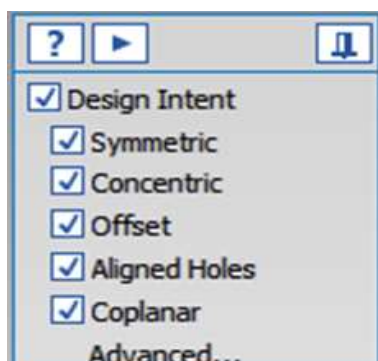 ?
Design Intent
Symmetric
Concentric
Offset
Aligned Holes
Coplanar
Advanced...